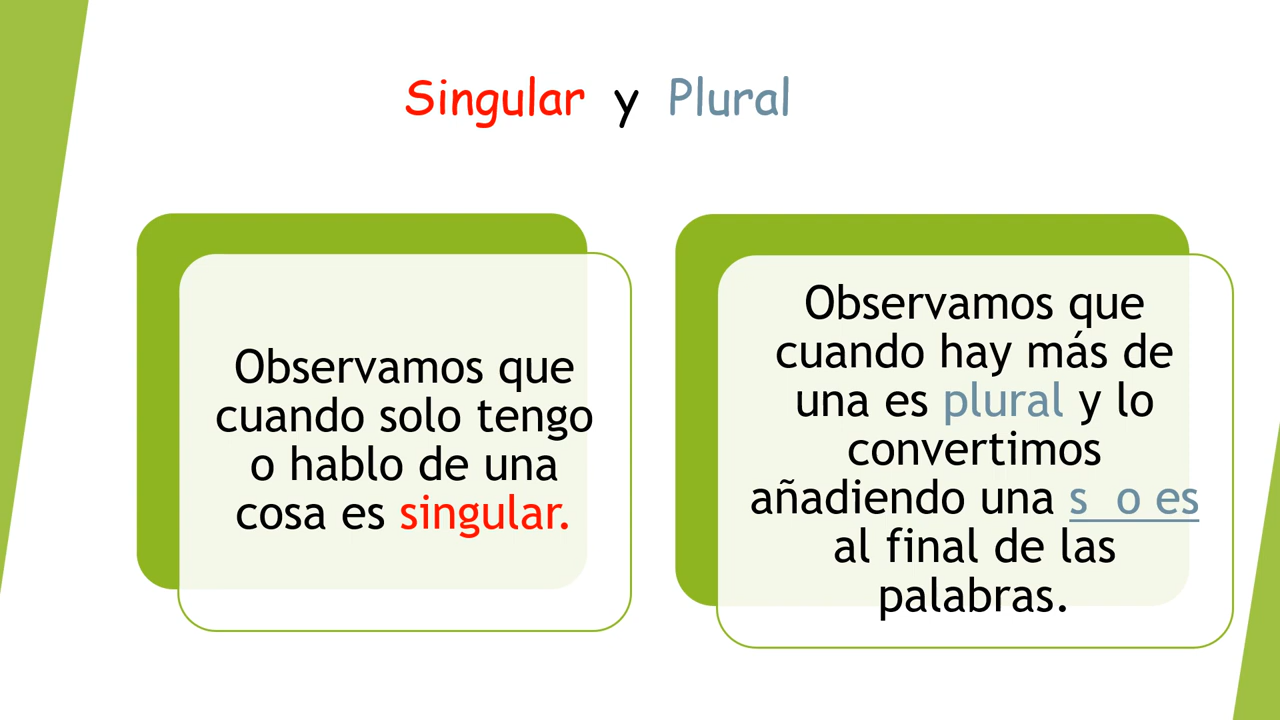 Singular y Plural
Observamos que
cuando solo tengo
o hablo de una
cosa es singular.
Observamos que
cuando hay más de
una es plural y lo
convertimos
añadiendo una s o es
al final de las
palabras.